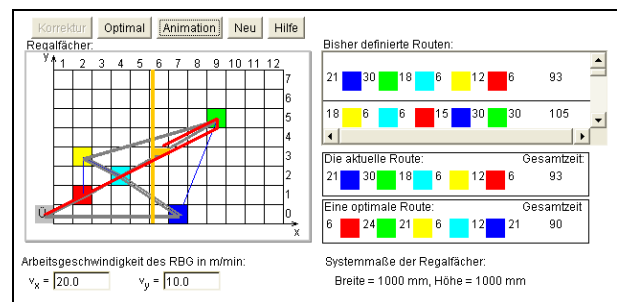 Korrektur Optimal Animation Neu Hilfe
Regalfächer:
y 1 2 3 4 5 6 7 8 9 10 11 12
7
6
5
4
3
2
1
Ü 0
x
Arbeitsgeschwindigkeit des RBG in m/min:
vx = 20.0 vy = 10.0
Bisher definierte Routen:
21 30 18 6 12 6 93
18 6 6 15 30 30 105
Die aktuelle Route: Gesamtzeit:
21 30 18 6 12 6 93
Eine optimale Route: Gesamtzeit
6 24 21 6 12 21 90
Systemmaße der Regalfächer:
Breite = 1000 mm, Höhe = 1000 mm